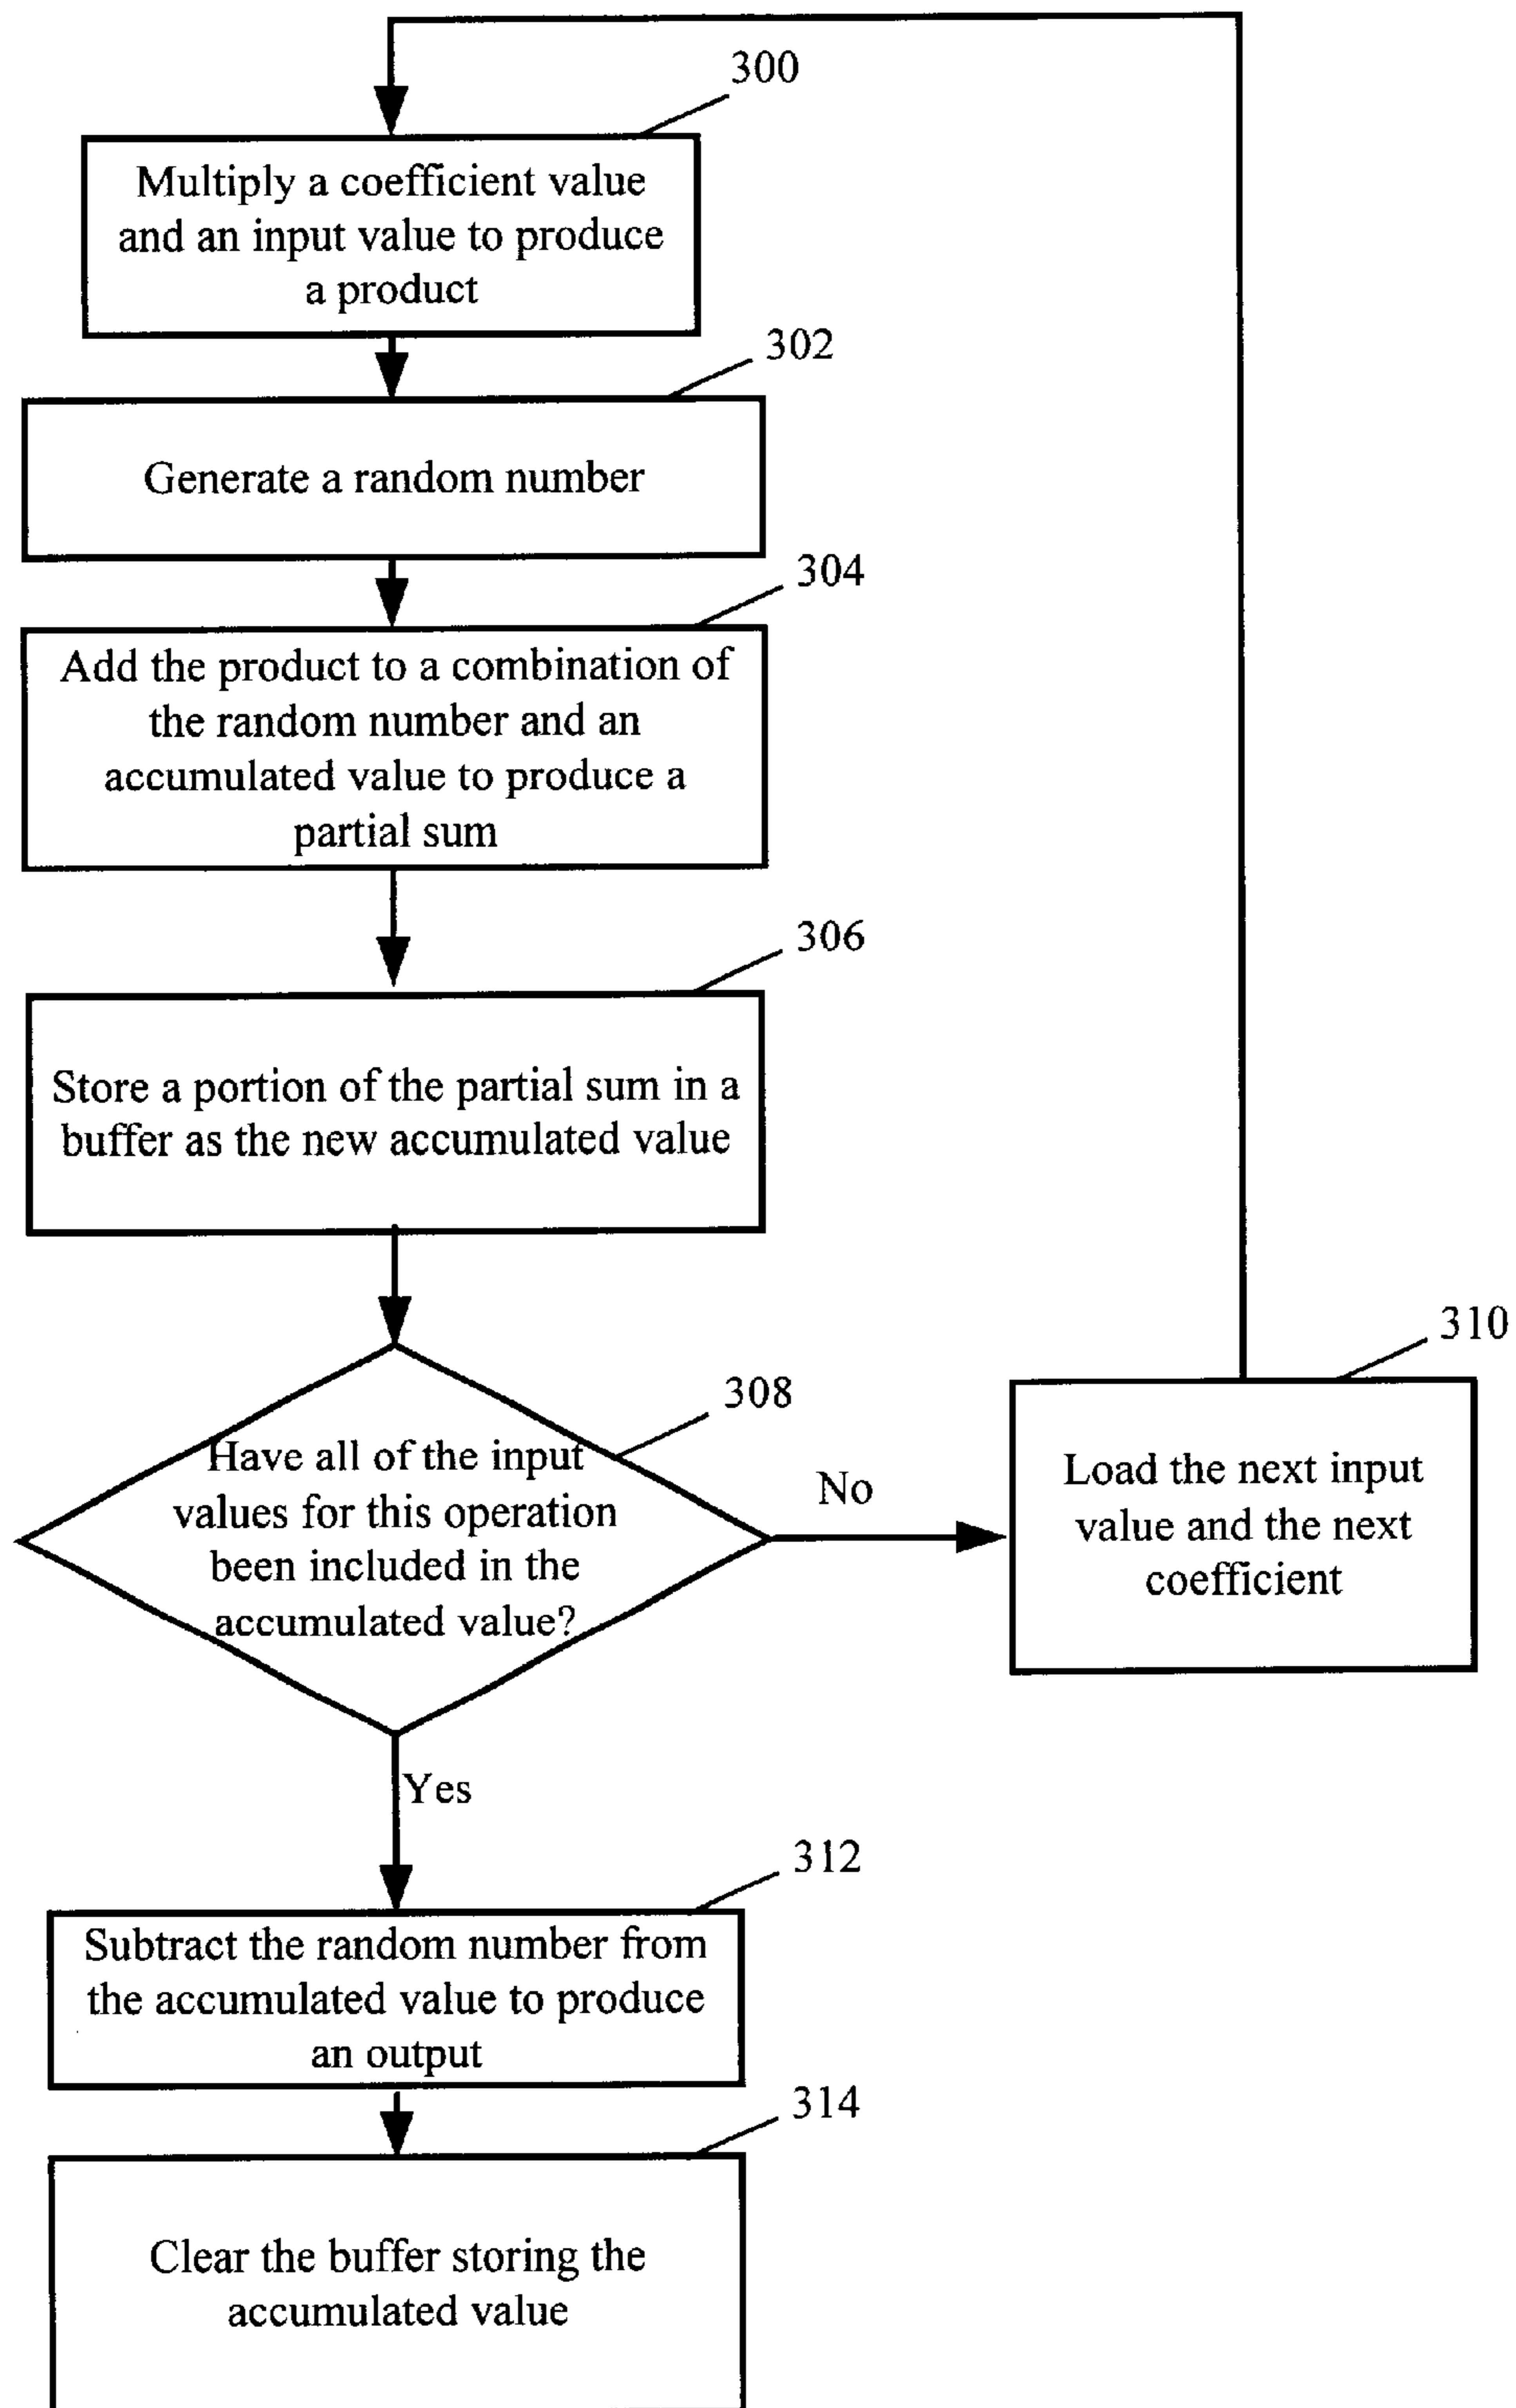 300
Multiply a coefficient value
and an input value to produce
a product
302
Generate a random number
304
Add the product to a combination of
the random number and an
accumulated value to produce a
partial sum
306
Store a portion of the partial sum in a
buffer as the new accumulated value
308
Have all of the input
values for this operation
been included in the
accumulated value?
No
310
Load the next input
value and the next
coefficient
Yes
312
Subtract the random number from
the accumulated value to produce
an output
314
Clear the buffer storing the
accumulated value